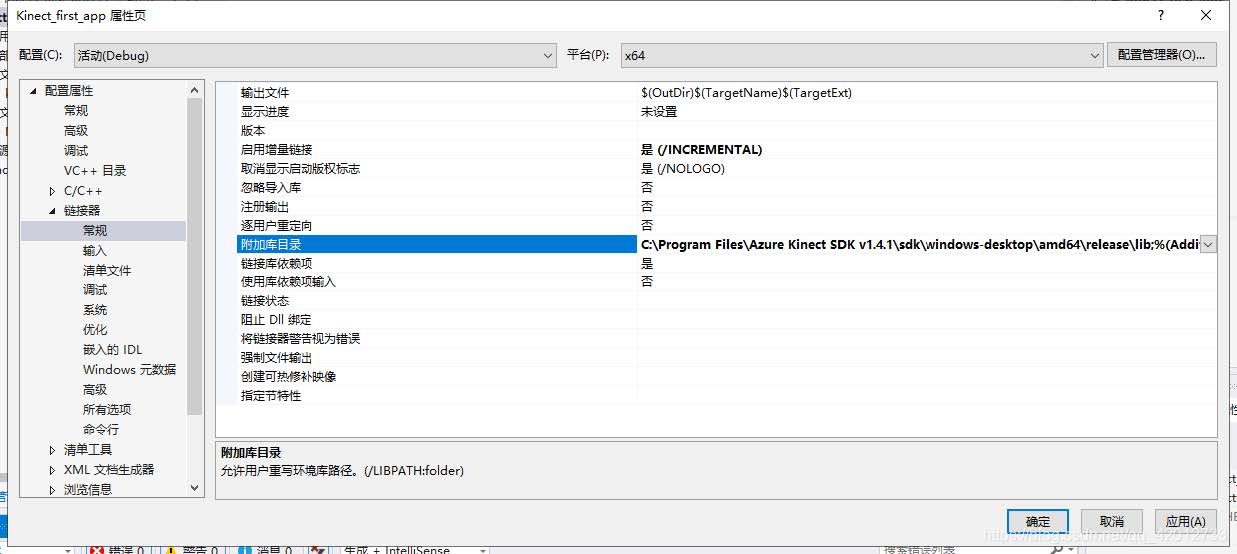 Kinect_first_app 属性页
? ×
配置(C): 活动(Debug) 平台(P): x64 配置管理器(O)...
配置属性
常规
高级
调试
VC++ 目录
C/C++
链接器
常规
输入
清单文件
调试
系统
优化
嵌入的 IDL
Windows 元数据
高级
所有选项
命令行
清单工具
XML 文档生成器
浏览信息
输出文件 $(OutDir)$(TargetName)$(TargetExt)
显示进度 未设置
版本
启用增量链接 是 (/INCREMENTAL)
取消显示启动版权标志 是 (/NOLOGO)
忽略导入库 否
注册输出 否
逐用户重定向 否
附加库目录 C:\Program Files\Azure Kinect SDK v1.4.1\sdk\windows-desktop\amd64\release\lib;%(Addi
链接库依赖项 是
使用库依赖项输入 否
链接状态
阻止 Dll 绑定
将链接器警告视为错误
强制文件输出
创建可热修补映像
指定节特性
附加库目录
允许用户重写环境库路径。(/LIBPATH:folder)
确定 取消 应用(A)
错误 0 警告 0 消息 0 生成 + IntelliSense 搜索错误列表